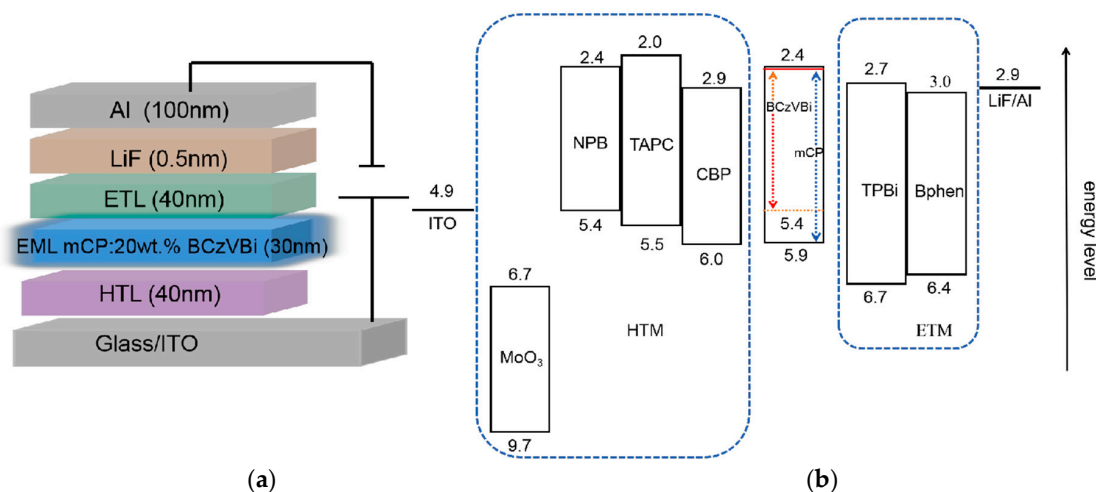 Al (100nm)
LiF (0.5nm)
ETL (40nm)
EML mCP:20wt.% BCzVBi (30nm)
HTL (40nm)
Glass/ITO
(a)
4.9
ITO
6.7
MoO₃
9.7
2.4
NPB
5.4
2.0
TAPC
5.5
2.9
CBP
6.0
HTM
2.4
BCzVBi
mCP
5.4
5.9
2.7
TPBi
6.7
3.0
Bphen
6.4
ETM
2.9
LiF/Al
energy level
(b)